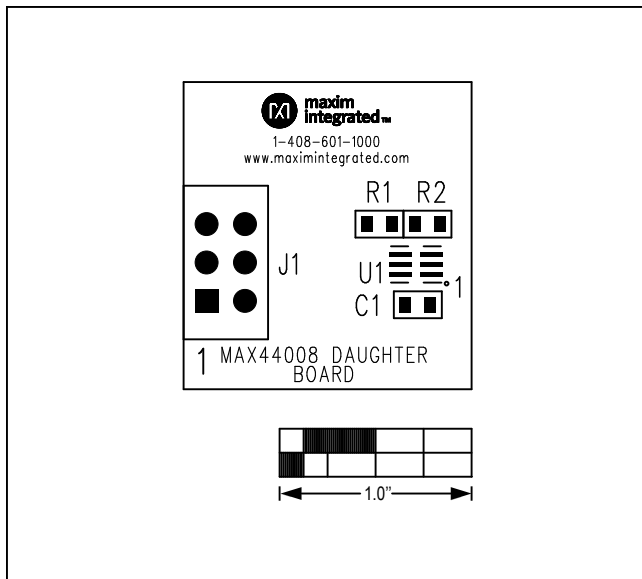 maxim
integrated™
1-408-601-1000
www.maximintegrated.com
R1 R2
J1
U1
1
C1
1 MAX44008 DAUGHTER
BOARD
1.0"